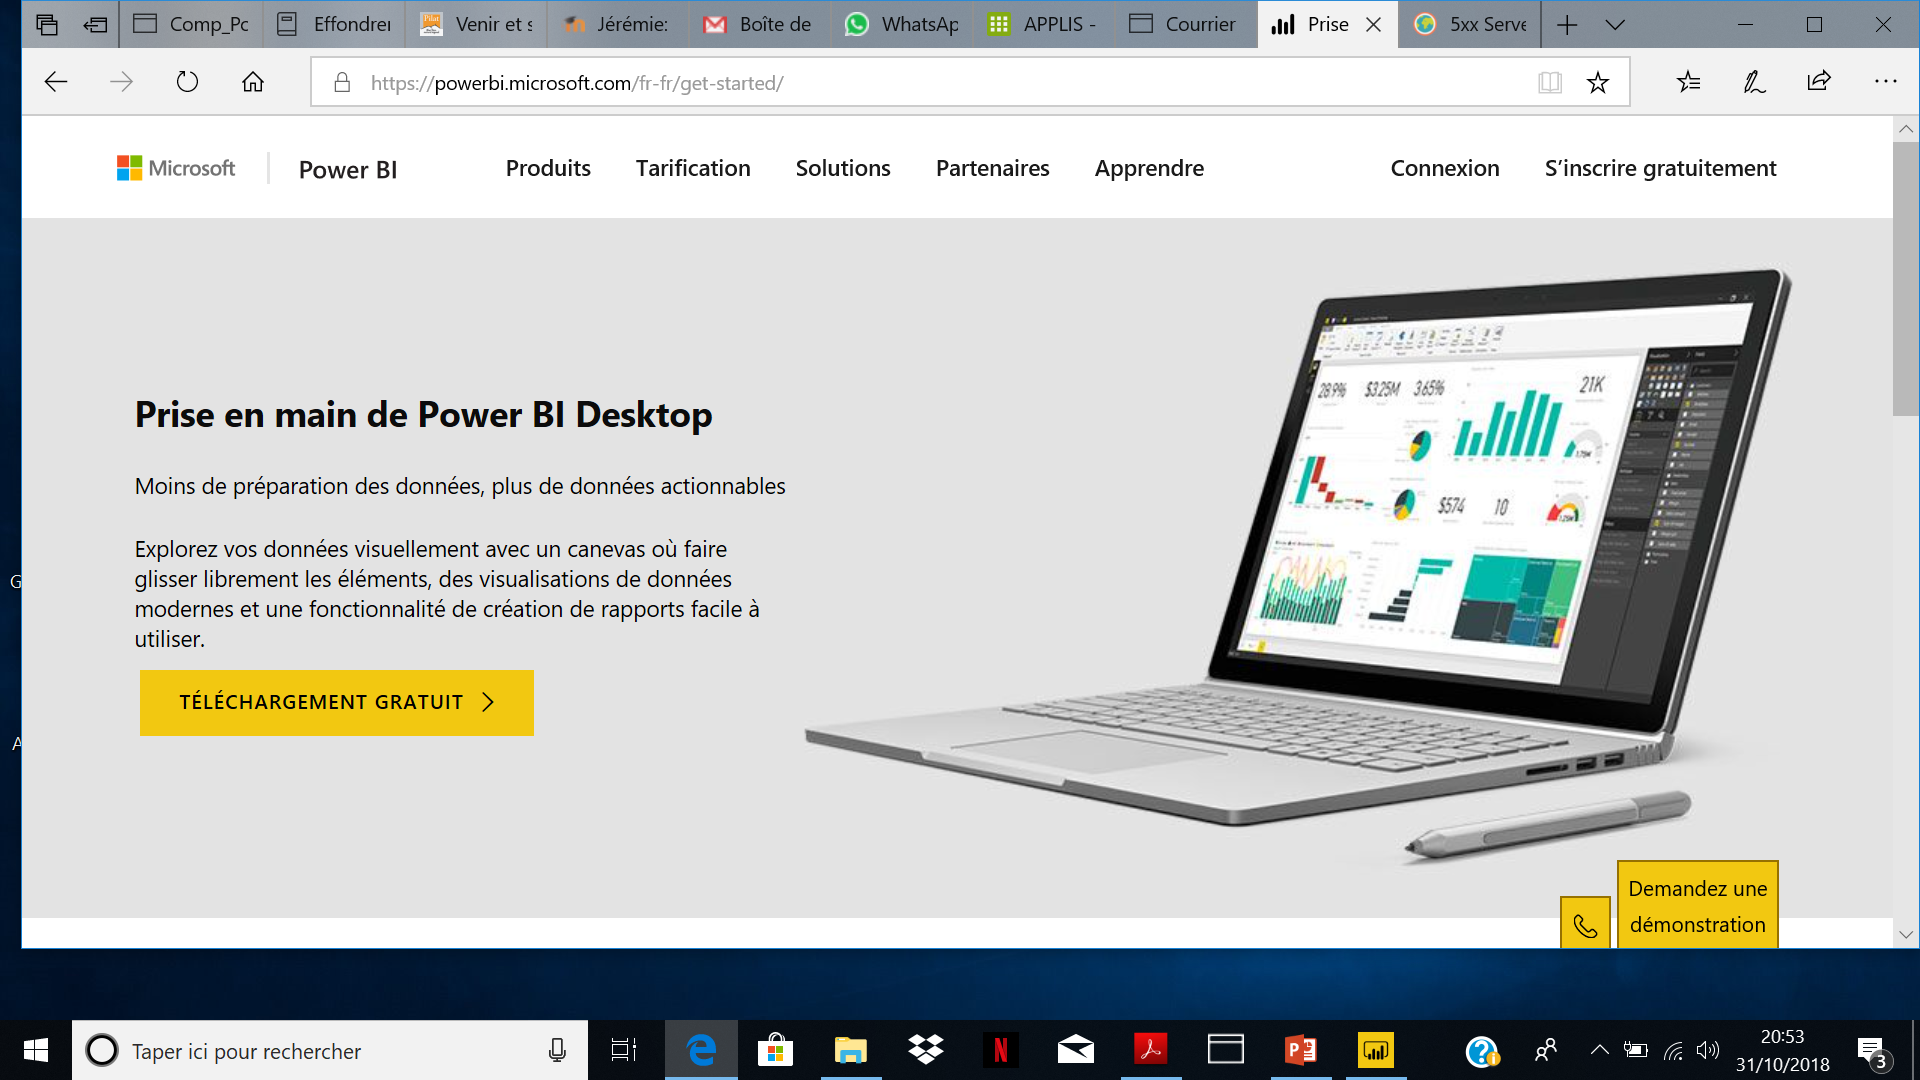 Comp_Pc
Effondrer
Venir et s
Jérémie:
Boîte de
WhatsAp
APPLIS -
Courrier
Prise
5xx Serve
https://powerbi.microsoft.com/fr-fr/get-started/
Microsoft
Power BI
Produits
Tarification
Solutions
Partenaires
Apprendre
Connexion
S'inscrire gratuitement
28.9%
$3.25M
3.65%
21K
$574
10
Prise en main de Power BI Desktop
Moins de préparation des données, plus de données actionnables
Explorez vos données visuellement avec un canevas où faire
glisser librement les éléments, des visualisations de données
modernes et une fonctionnalité de création de rapports facile à
utiliser.
TÉLÉCHARGEMENT GRATUIT
Demandez une
démonstration
G
A
Taper ici pour rechercher
20:53
31/10/2018
3